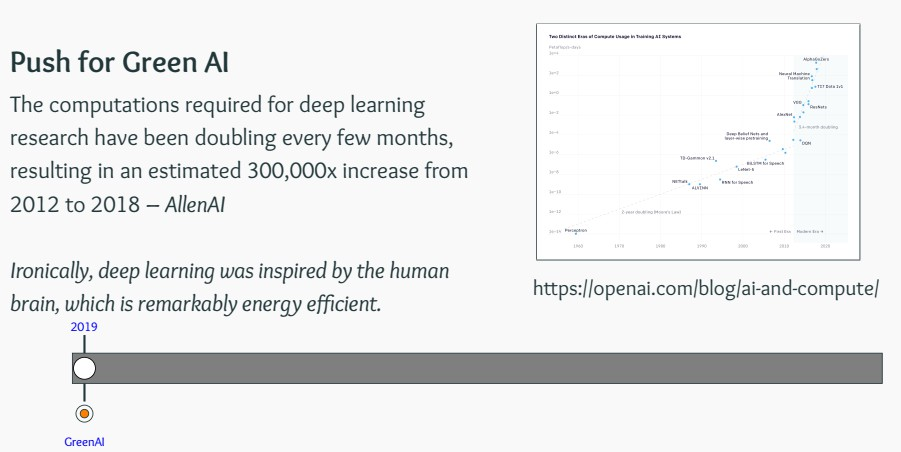 Push for Green AI
The computations required for deep learning
research have been doubling every few months,
resulting in an estimated 300,000x increase from
2012 to 2018 – AllenAI
Ironically, deep learning was inspired by the human
brain, which is remarkably energy efficient.
Two Distinct Eras of Compute Usage in Training AI Systems
Petaflop/s-days
1e+4
1e+2
1e+0
1e-2
1e-4
1e-6
1e-8
1e-10
1e-12
1e-14
AlphaGoZero
Neural Machine
Translation
TI7 Dota 1v1
VGG
ResNets
AlexNet
3.4-month doubling
Deep Belief Nets and
layer-wise pretraining
DQN
TD-Gammon v2.1
BiLSTM for Speech
LeNet-5
NETtalk
RNN for Speech
ALVINN
2-year doubling (Moore's Law)
Perceptron
← First Era
Modern Era →
1960
1970
1980
1990
2000
2010
2020
https://openai.com/blog/ai-and-compute/
2019
GreenAI